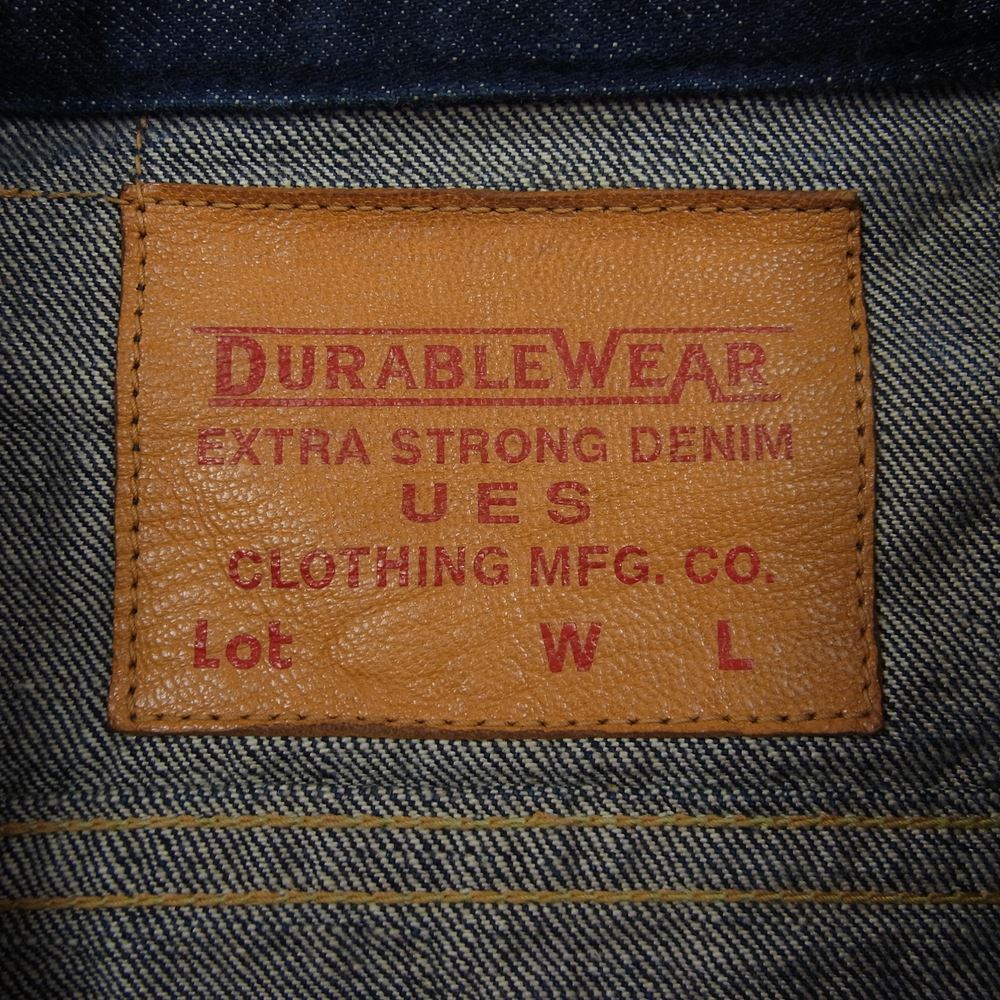 DURABLEWEAR
EXTRA STRONG DENIM
UES
CLOTHING MFG. CO.
Lot W L